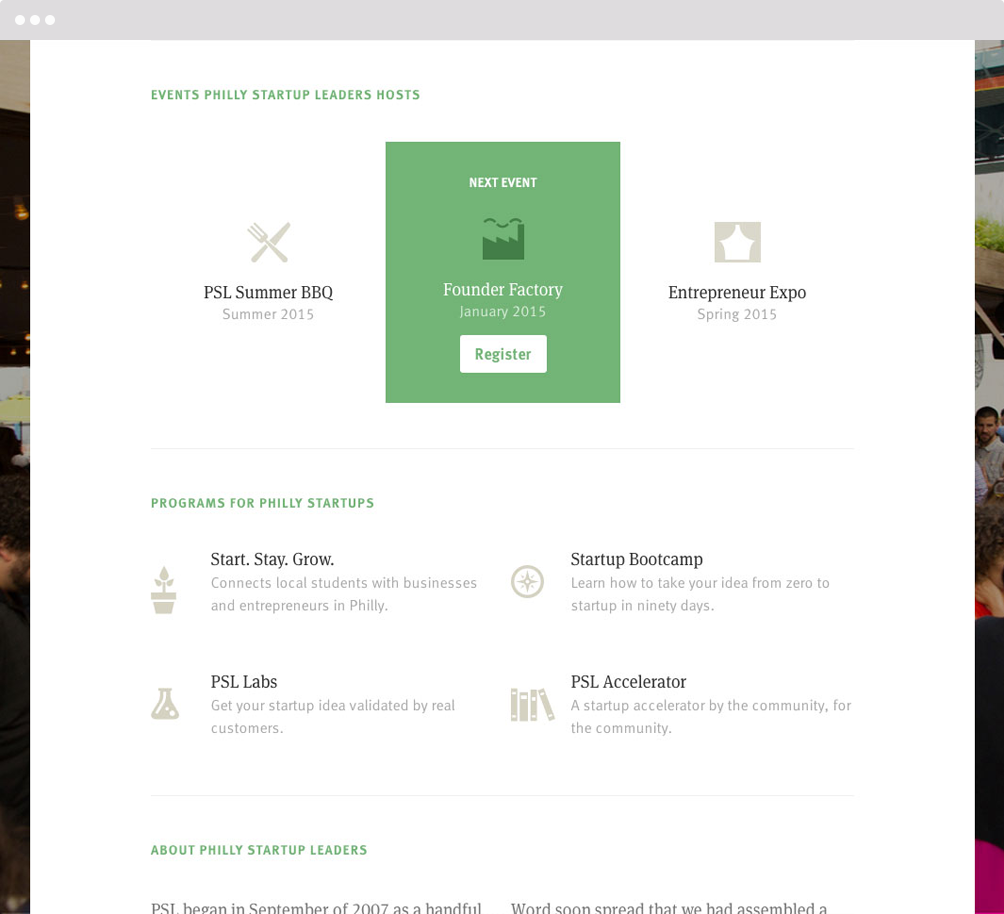 EVENTS PHILLY STARTUP LEADERS HOSTS
NEXT EVENT
PSL Summer BBQ
Summer 2015
Founder Factory
January 2015
Register
Entrepreneur Expo
Spring 2015
PROGRAMS FOR PHILLY STARTUPS
Start. Stay. Grow.
Connects local students with businesses
and entrepreneurs in Philly.
Startup Bootcamp
Learn how to take your idea from zero to
startup in ninety days.
PSL Labs
Get your startup idea validated by real
customers.
PSL Accelerator
A startup accelerator by the community, for
the community.
ABOUT PHILLY STARTUP LEADERS
PSL began in September of 2007 as a handful
Word soon spread that we had assembled a